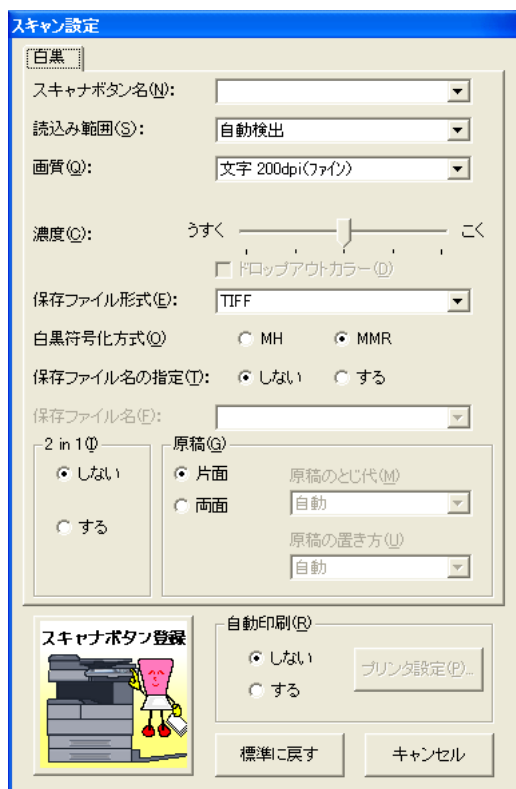 スキャン設定
白黒
スキャナボタン名(N):
読込み範囲(S): 自動検出
画質(Q): 文字 200dpi(ファイン)
濃度(C): うすく こく
ドロップアウトカラー(D)
保存ファイル形式(E): TIFF
白黒符号化方式(O) MH MMR
保存ファイル名の指定(T): しない する
保存ファイル名(F):
2 in 1(I)
しない
する
原稿(G)
片面
両面
原稿のとじ代(M)
自動
原稿の置き方(U)
自動
スキャナボタン登録
自動印刷(R)
しない
する
プリンタ設定(P)...
標準に戻す キャンセル